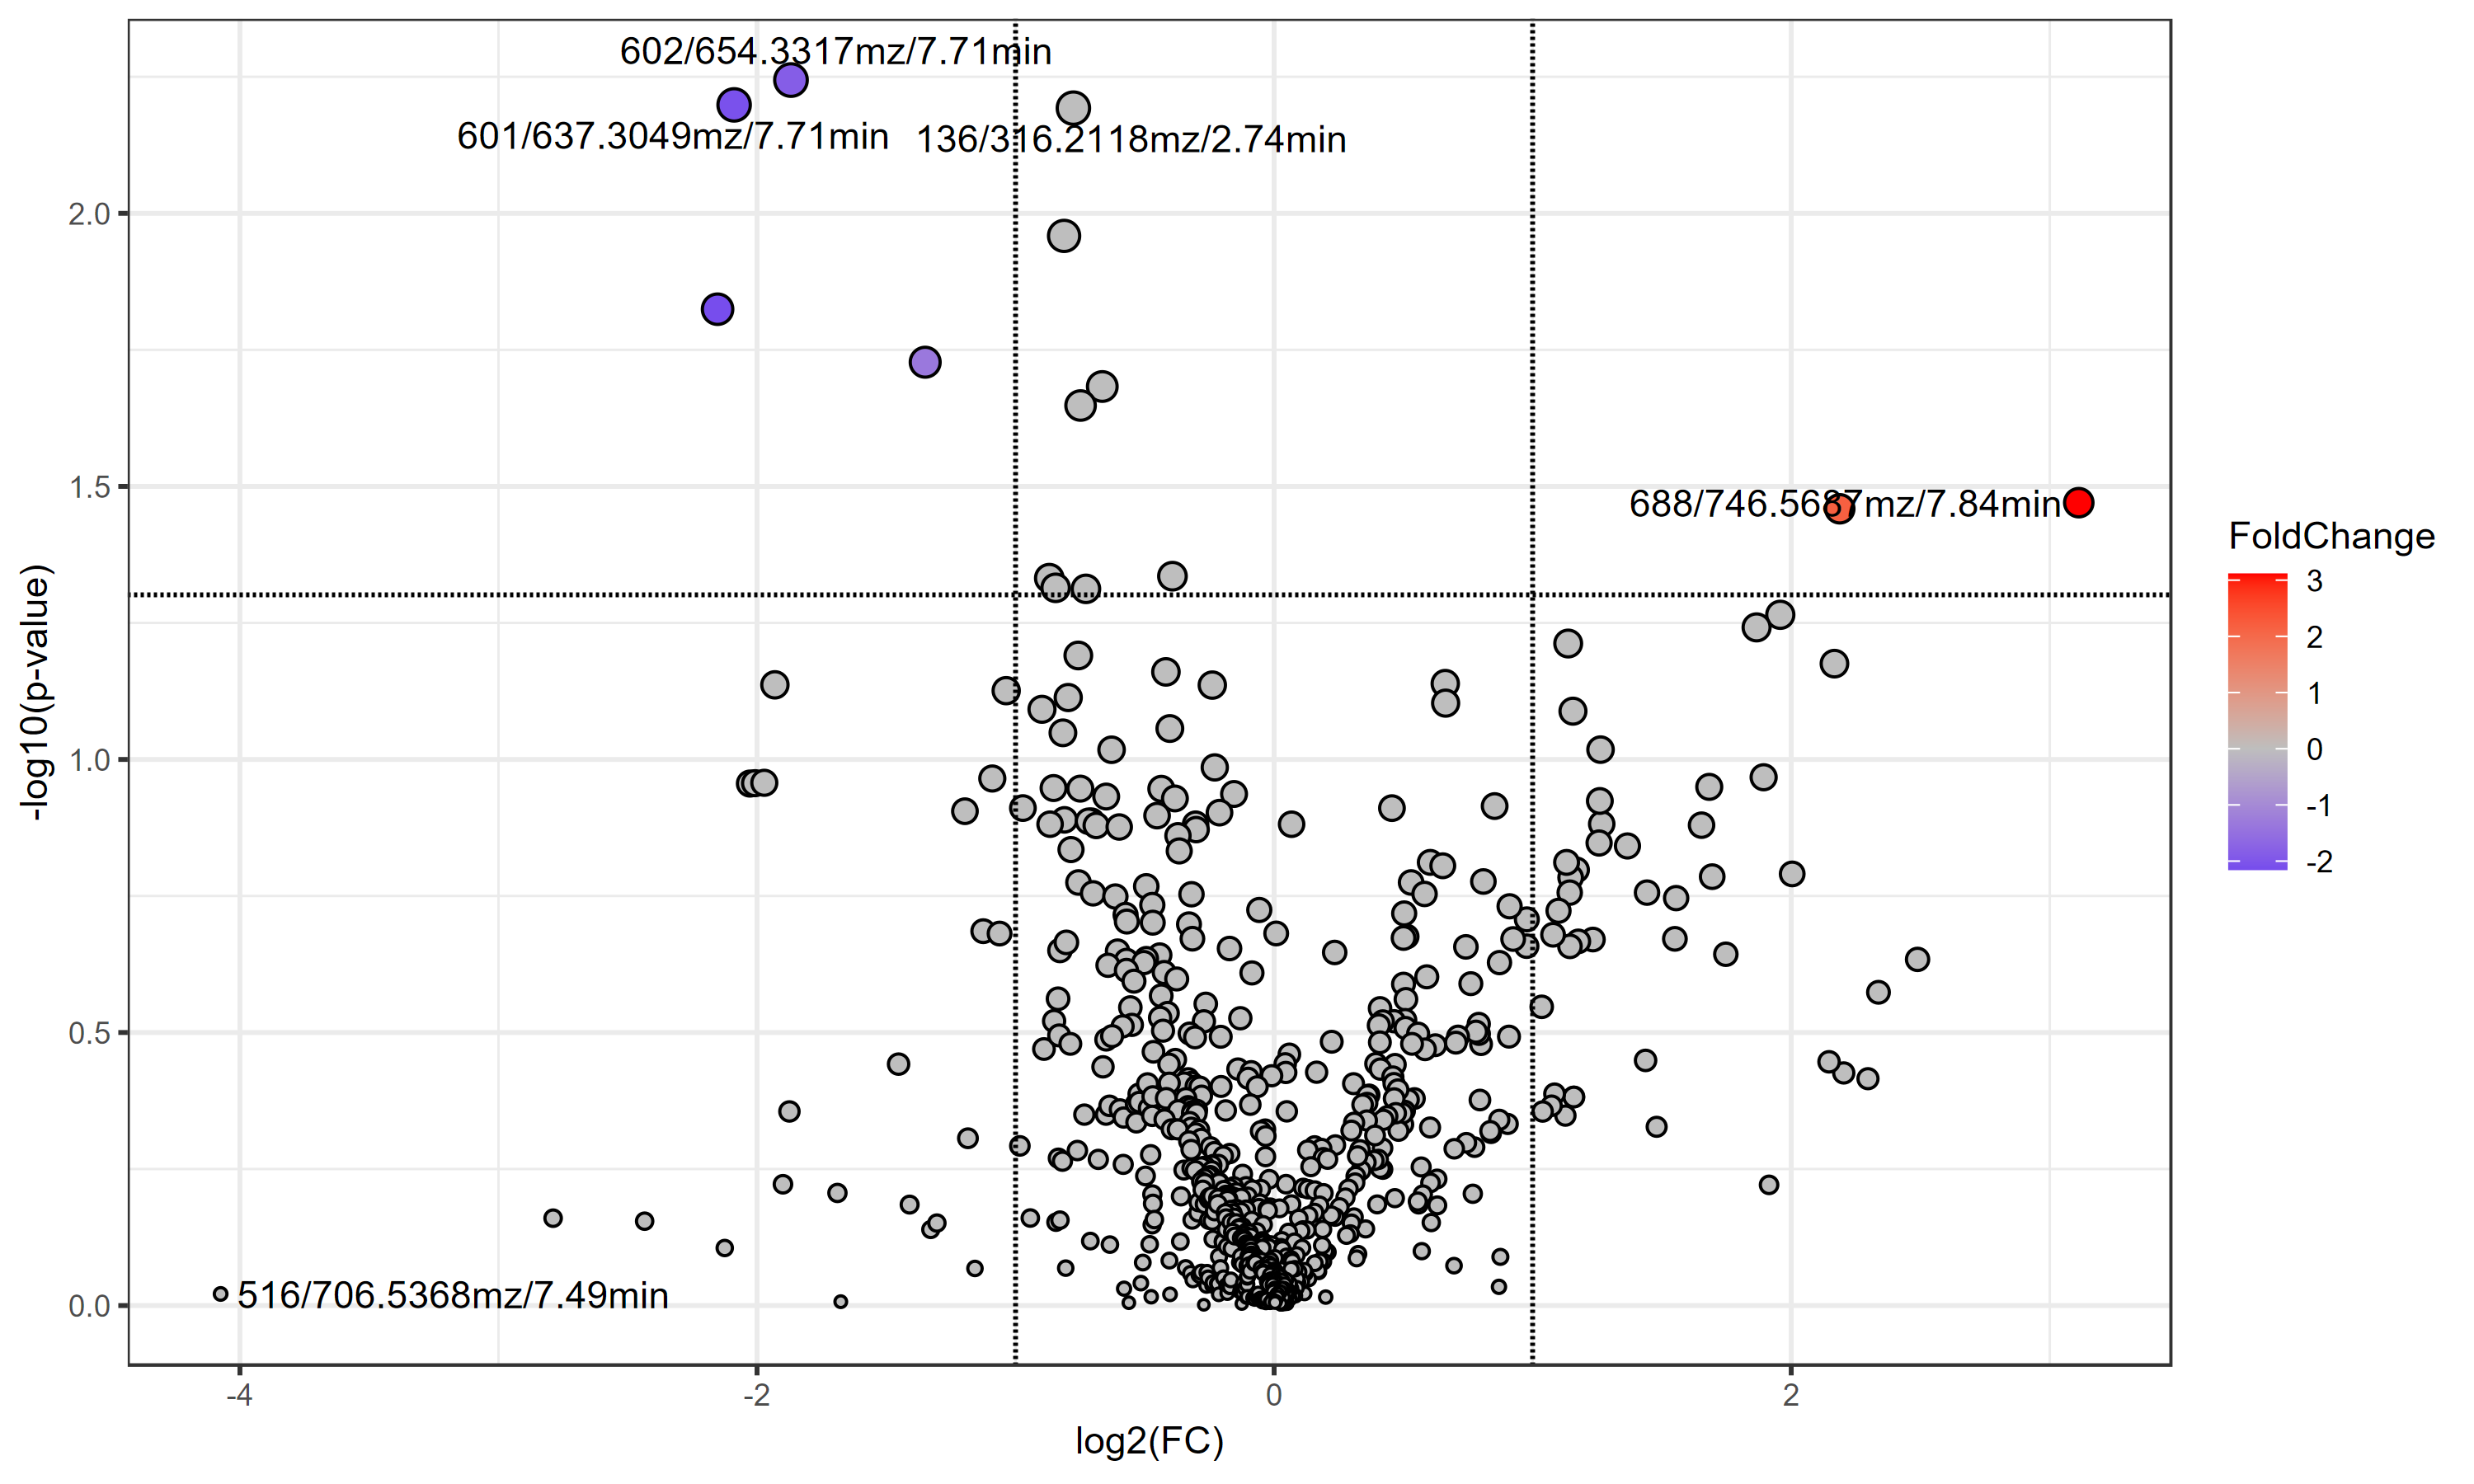 602/654.3317mz/7.71min
601/637.3049mz/7.71min
136/316.2118mz/2.74min
2.0
1.5
1.0
0.5
0.0
-log10(p-value)
688/746.5687mz/7.84min
516/706.5368mz/7.49min
-4
-2
0
2
log2(FC)
FoldChange
3
2
1
0
-1
-2